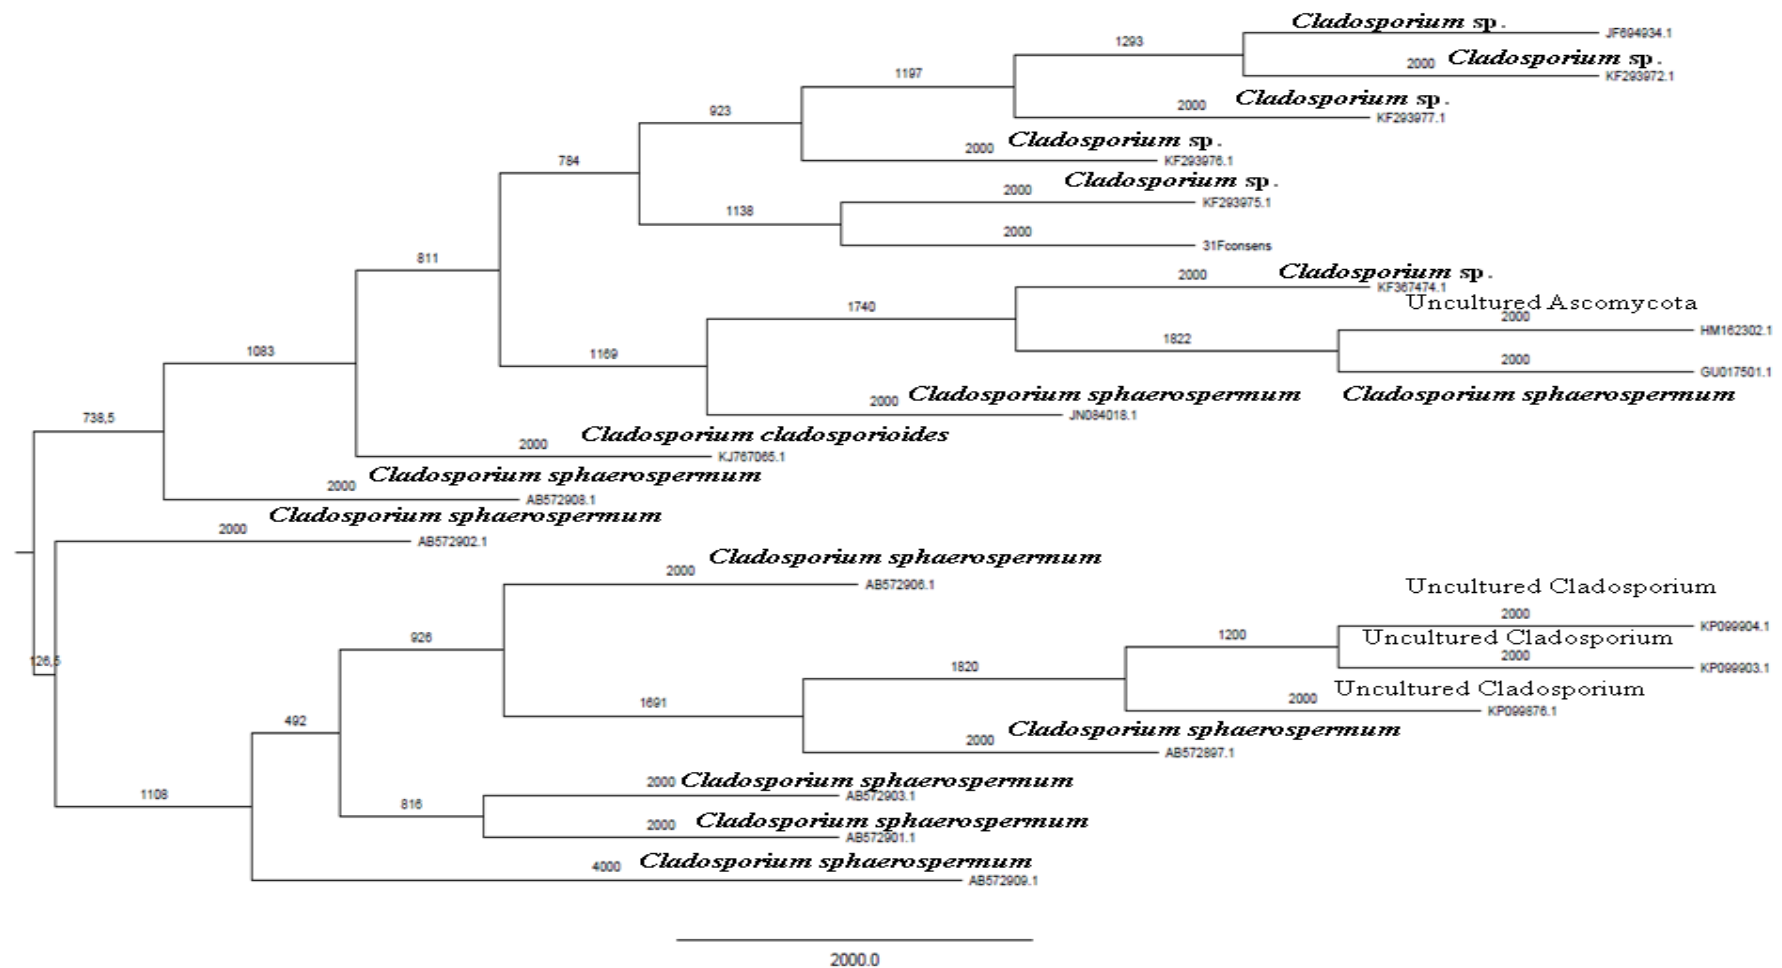 Cladosporium sp.
JF694934.1
1293
2000 Cladosporium sp.
KF293972.1
1197
2000 Cladosporium sp.
KF293977.1
923
2000 Cladosporium sp.
KF293976.1
784
2000 Cladosporium sp.
KF293975.1
1138
2000
31Fconsens
811
2000 Cladosporium sp.
KF367474.1
Uncultured Ascomycota
2000
HM162302.1
1740
1822
2000
GU017501.1
1169
2000 Cladosporium sphaerospermum
Cladosporium sphaerospermum
JN084018.1
1083
2000 Cladosporium cladosporioides
KJ767065.1
738,5
2000 Cladosporium sphaerospermum
AB572908.1
2000 Cladosporium sphaerospermum
AB572902.1
2000 Cladosporium sphaerospermum
AB572906.1
Uncultured Cladosporium
2000
KP099904.1
926
1200
Uncultured Cladosporium
2000
KP099903.1
126,5
1820
2000 Uncultured Cladosporium
KP099876.1
1691
492
2000 Cladosporium sphaerospermum
AB572897.1
2000 Cladosporium sphaerospermum
AB572903.1
1108
816
2000 Cladosporium sphaerospermum
AB572901.1
4000 Cladosporium sphaerospermum
AB572909.1
2000.0